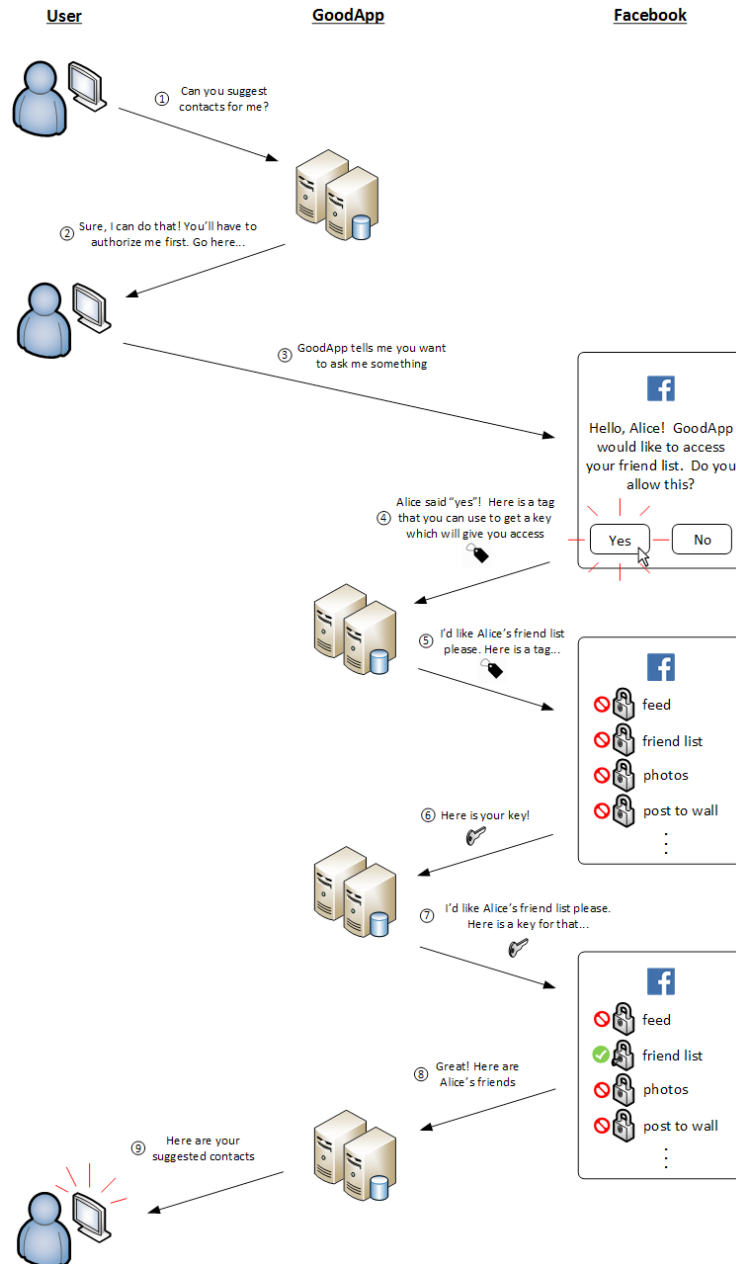 User
GoodApp
Facebook
① Can you suggest
contacts for me?
② Sure, I can do that! You'll have to
authorize me first. Go here...
③ GoodApp tells me you want
to ask me something
Hello, Alice! GoodApp
would like to access
your friend list. Do you
allow this?
Yes
No
Alice said "yes"! Here is a tag
④ that you can use to get a key
which will give you access
⑤ I'd like Alice's friend list
please. Here is a tag...
feed
friend list
photos
post to wall
⑥ Here is your key!
⑦ I'd like Alice's friend list please.
Here is a key for that...
feed
friend list
photos
post to wall
⑧ Great! Here are
Alice's friends
⑨ Here are your
suggested contacts